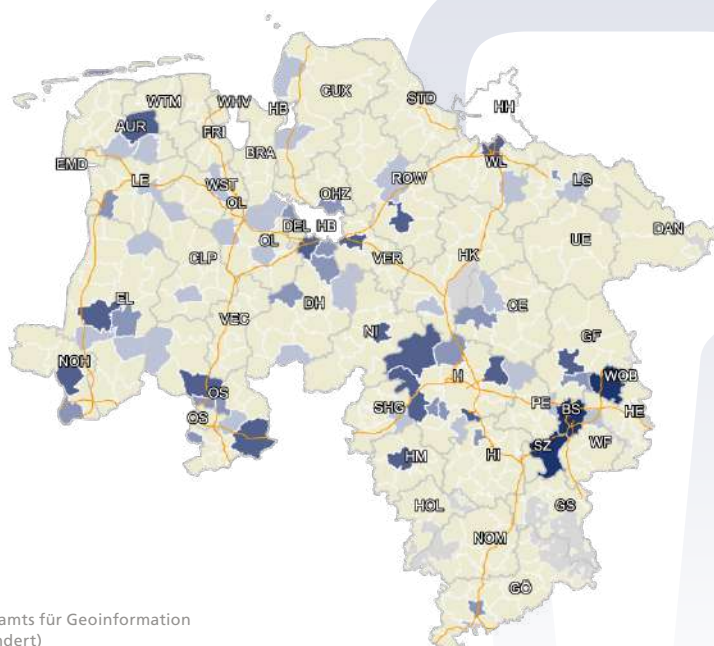 CUX
WTM
WHV
HB
STD
HH
AUR
FRI
EMD
BRA
WL
LE
WST
OHZ
ROW
LG
OL
DEL HB
OL
UE
DAN
CLP
VER
HK
EL
DH
CE
VEC
NI
GF
NOH
H
WOB
OS
SHG
PE
BS
HE
OS
SZ
WF
HM
HI
HOL
GS
NOM
GÖ
amts für Geoinformation
ndert)